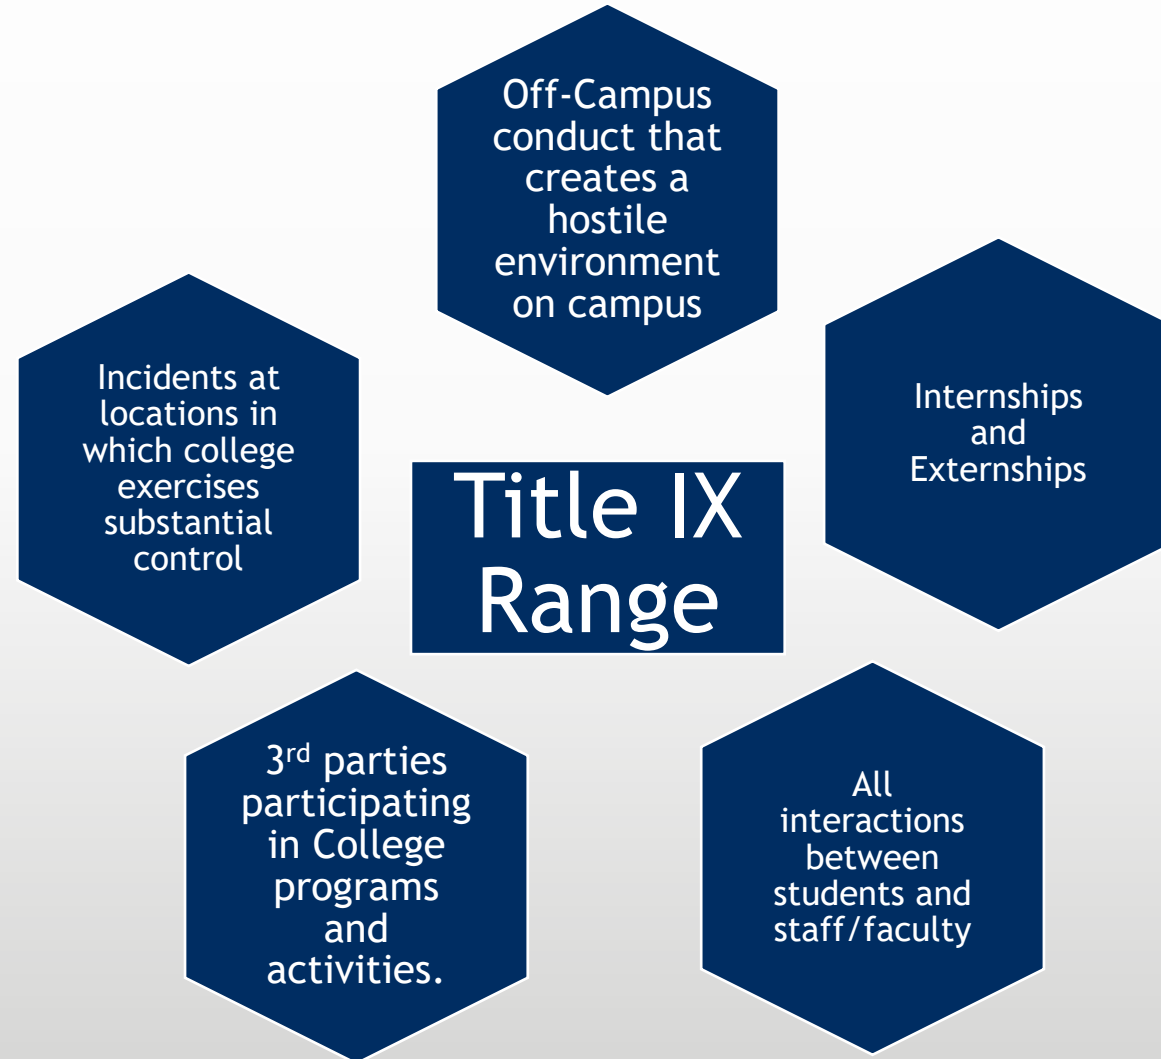 Off-Campus
conduct that
creates a
hostile
environment
on campus
Internships
and
Externships
All
interactions
between
students and
staff/faculty
3rd parties
participating
in College
programs
and
activities.
Incidents at
locations in
which college
exercises
substantial
control
Title IX
Range